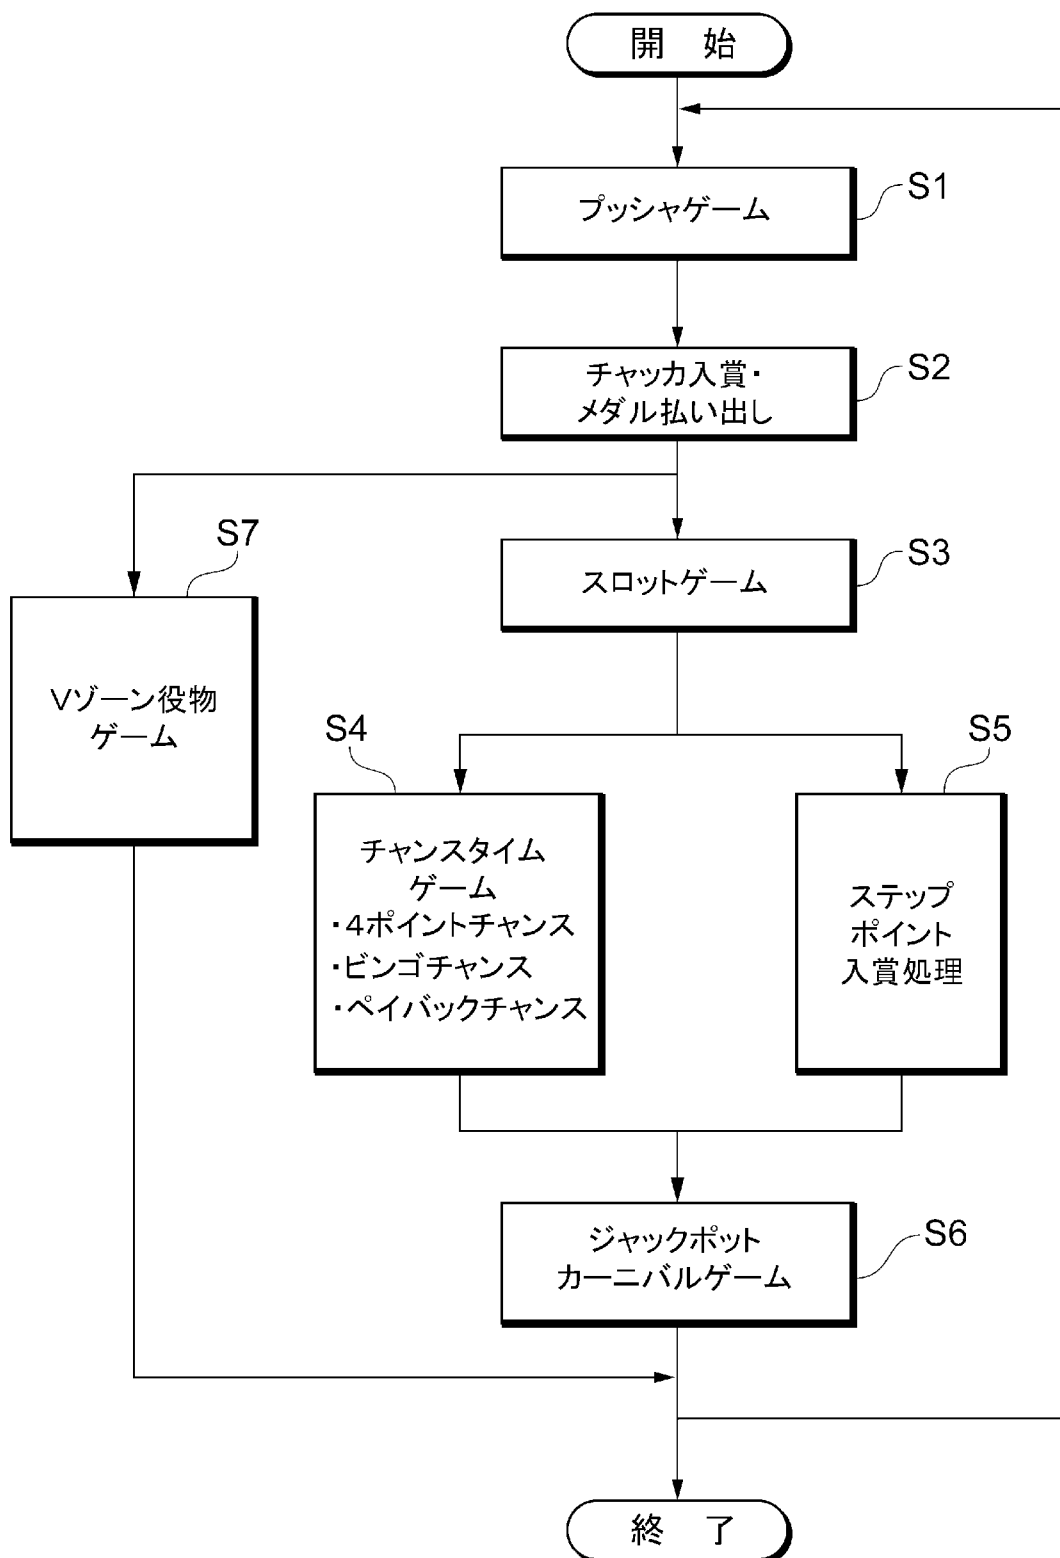 開　始
プッシャゲーム
S1
チャッカ入賞・
メダル払い出し
S2
スロットゲーム
S3
S7
Vゾーン役物
ゲーム
S4
チャンスタイム
ゲーム
・4ポイントチャンス
・ビンゴチャンス
・ペイバックチャンス
S5
ステップ
ポイント
入賞処理
ジャックポット
カーニバルゲーム
S6
終　了